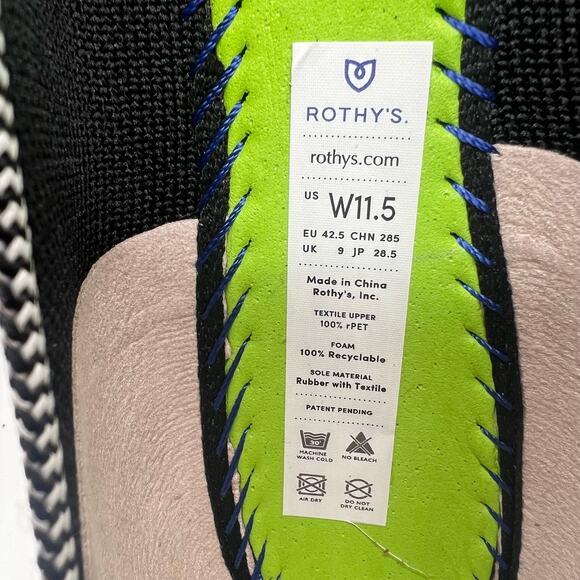 ROTHY'S.
rothys.com
US W11.5
EU 42.5 CHN 285
UK 9 JP 28.5
Made in China
Rothy's, Inc.
TEXTILE UPPER
100% rPET
FOAM
100% Recyclable
SOLE MATERIAL
Rubber with Textile
PATENT PENDING
30°
MACHINE WASH COLD
NO BLEACH
AIR DRY
DO NOT DRY CLEAN